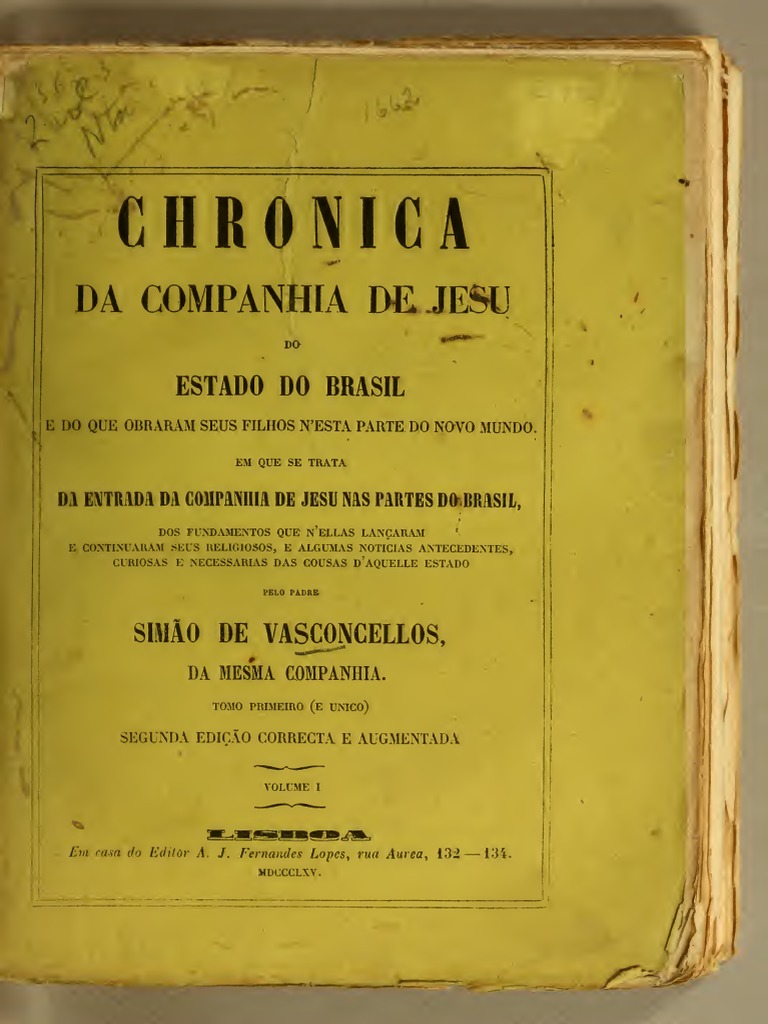 2 vol
1662
CHRONICA
DA COMPANHIA DE JESU
DO
ESTADO DO BRASIL
E DO QUE OBRARAM SEUS FILHOS N'ESTA PARTE DO NOVO MUNDO.
EM QUE SE TRATA
DA ENTRADA DA COMPANHIA DE JESU NAS PARTES DO BRASIL,
DOS FUNDAMENTOS QUE N'ELLAS LANÇARAM
E CONTINUARAM SEUS RELIGIOSOS, E ALGUMAS NOTICIAS ANTECEDENTES,
CURIOSAS E NECESSARIAS DAS COUSAS D'AQUELLE ESTADO
PELO PADRE
SIMÃO DE VASCONCELLOS,
DA MESMA COMPANHIA.
TOMO PRIMEIRO (E UNICO)
SEGUNDA EDIÇÃO CORRECTA E AUGMENTADA
VOLUME I
LISBOA
Em casa do Editor A. J. Fernandes Lopes, rua Aurea, 132 — 134.
MDCCCLXV.